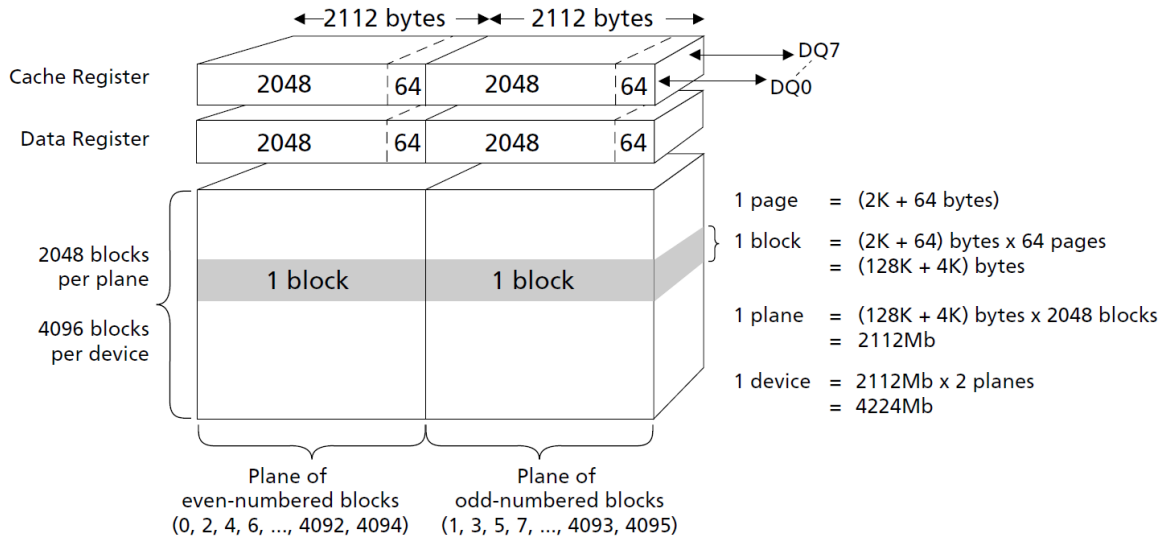 2112 bytes 2112 bytes
Cache Register 2048 64 2048 64 DQ7
DQ0
Data Register 2048 64 2048 64
1 page = (2K + 64 bytes)
1 block = (2K + 64) bytes x 64 pages
= (128K + 4K) bytes
2048 blocks
per plane
1 block 1 block
4096 blocks
per device
1 plane = (128K + 4K) bytes x 2048 blocks
= 2112Mb
1 device = 2112Mb x 2 planes
= 4224Mb
Plane of
even-numbered blocks
(0, 2, 4, 6, ..., 4092, 4094)
Plane of
odd-numbered blocks
(1, 3, 5, 7, ..., 4093, 4095)